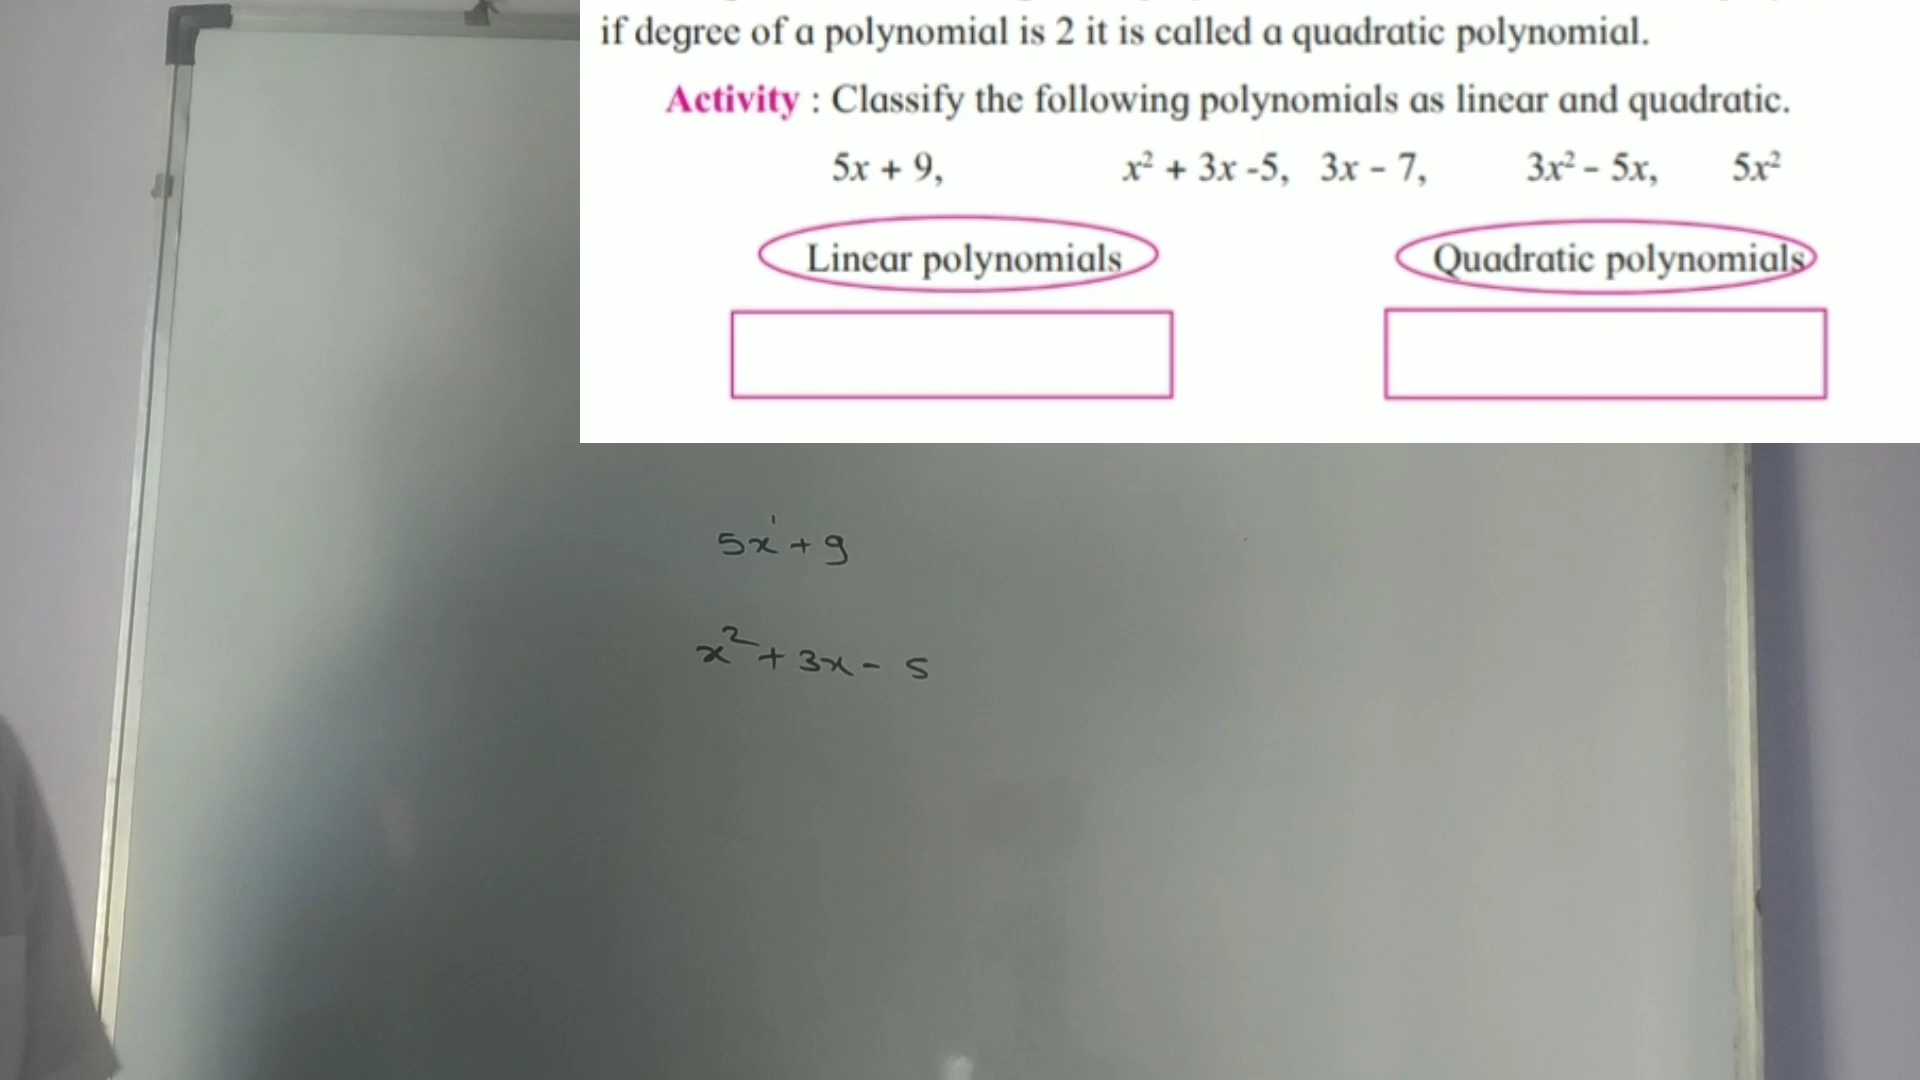 if degree of a polynomial is 2 it is called a quadratic polynomial.
Activity : Classify the following polynomials as linear and quadratic.
5x + 9, x² + 3x -5, 3x – 7, 3x² – 5x, 5x²
Linear polynomials Quadratic polynomials
5x¹ + 9
x² + 3x – 5